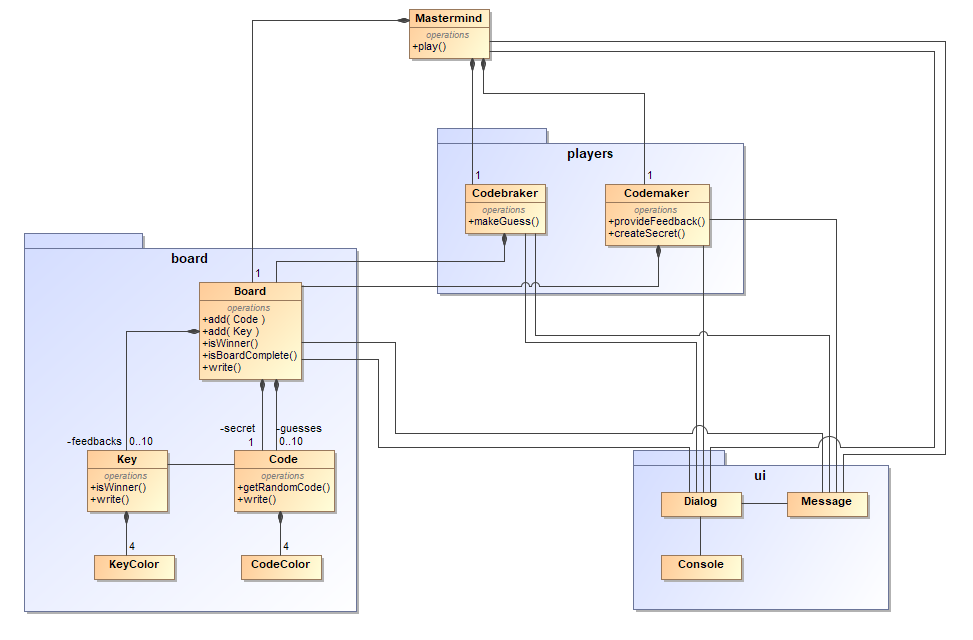 Mastermind
operations
+play()
players
1
1
Codebraker
operations
+makeGuess()
Codemaker
operations
+provideFeedback()
+createSecret()
board
1
Board
operations
+add( Code )
+add( Key )
+isWinner()
+isBoardComplete()
+write()
-secret
-guesses
-feedbacks
0..10
1
0..10
Key
operations
+isWinner()
+write()
Code
operations
+getRandomCode()
+write()
4
4
KeyColor
CodeColor
ui
Dialog
Message
Console